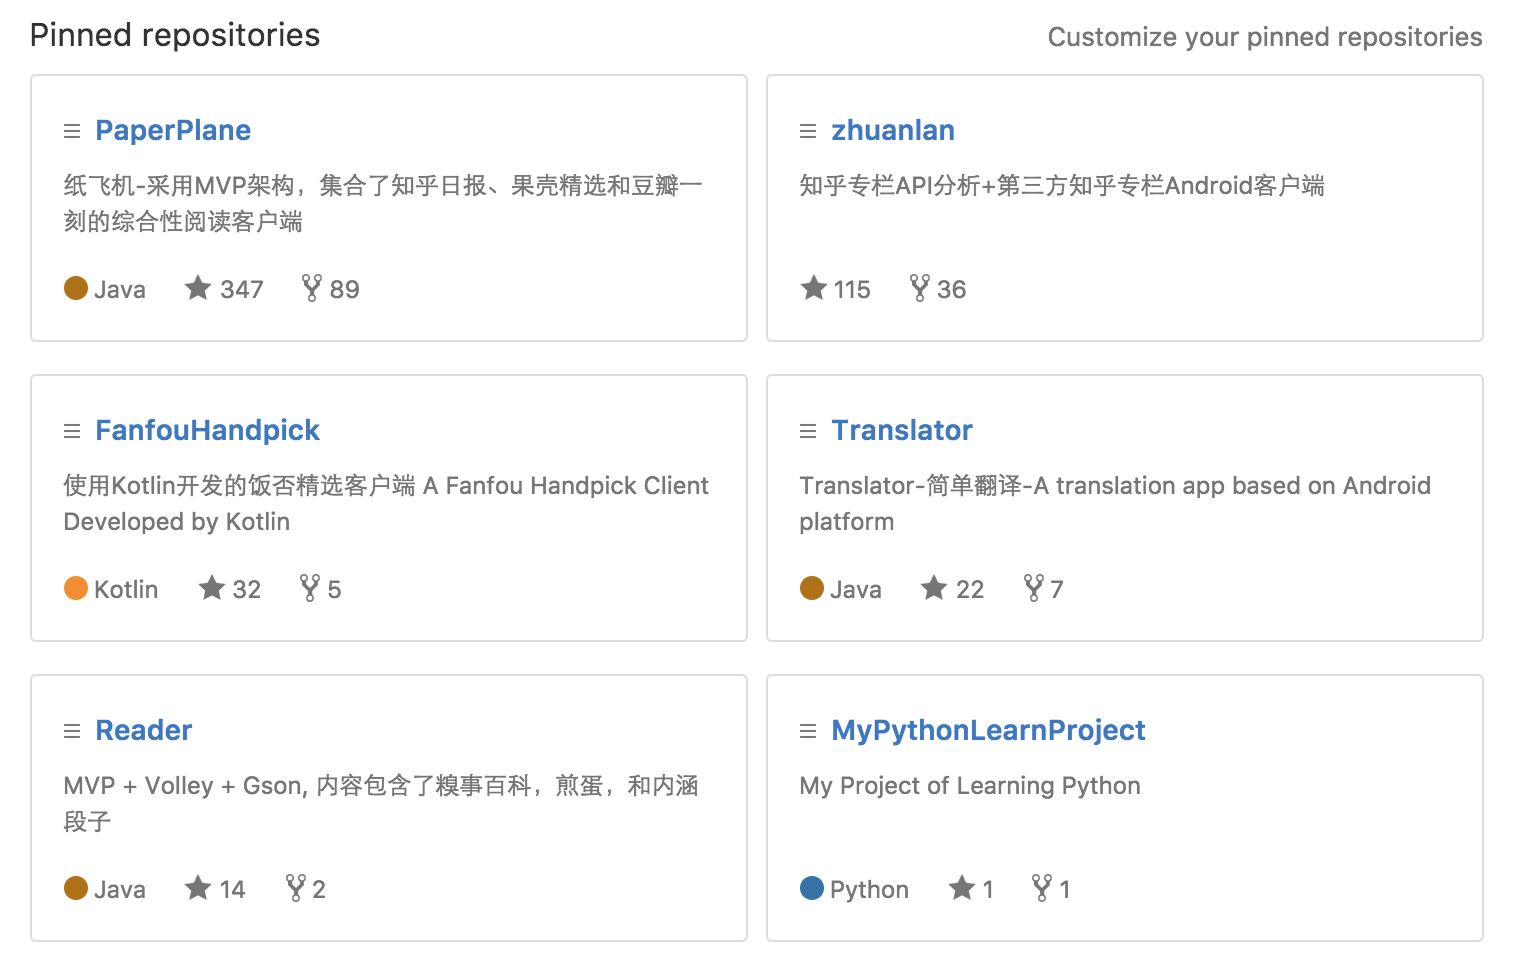 Pinned repositories
Customize your pinned repositories
PaperPlane
纸飞机-采用MVP架构，集合了知乎日报、果壳精选和豆瓣一
刻的综合性阅读客户端
Java 347 89
zhuanlan
知乎专栏API分析+第三方知乎专栏Android客户端
115 36
FanfouHandpick
使用Kotlin开发的饭否精选客户端 A Fanfou Handpick Client
Developed by Kotlin
Kotlin 32 5
Translator
Translator-简单翻译-A translation app based on Android
platform
Java 22 7
Reader
MVP + Volley + Gson, 内容包含了糗事百科，煎蛋，和内涵
段子
Java 14 2
MyPythonLearnProject
My Project of Learning Python
Python 1 1